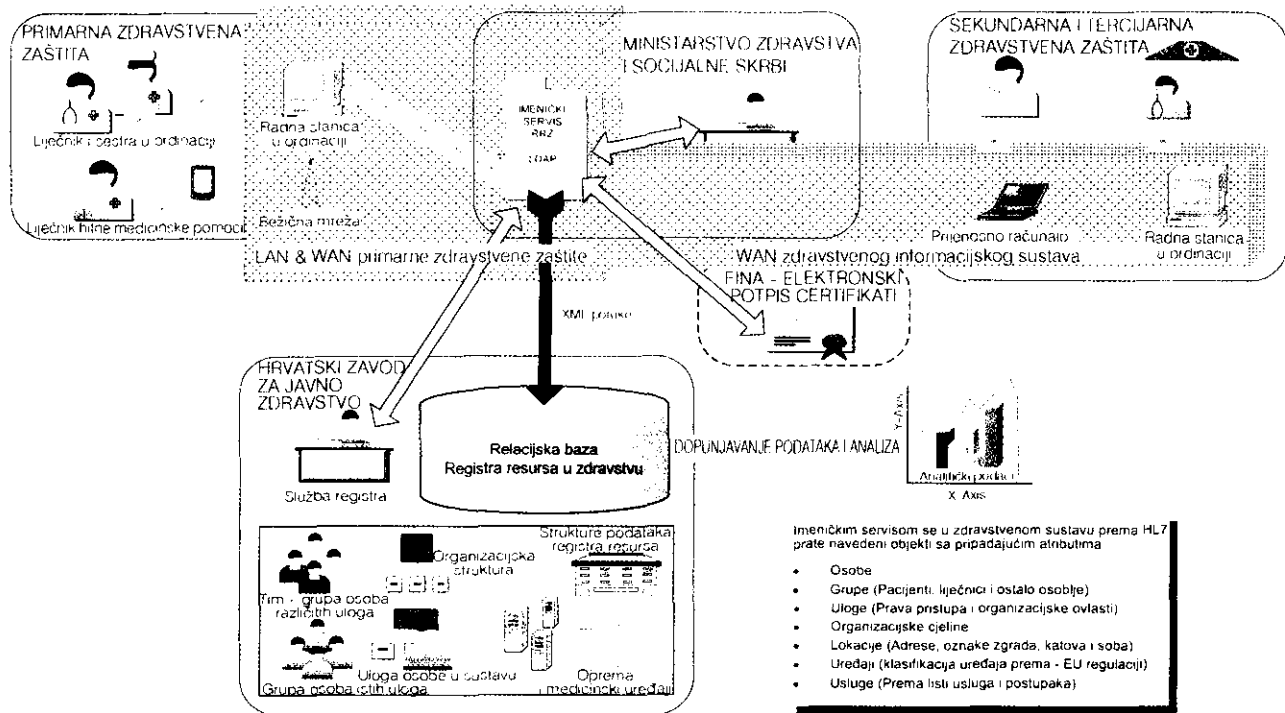 PRIMARNA ZDRAVSTVENA
ZAŠTITA
Liječnik i sestra u ordinaciji
Liječnik hitne medicinske pomoći
Radna stanica
u ordinaciji
Bežična mreža
LAN & WAN primarne zdravstvene zaštite
MINISTARSTVO ZDRAVSTVA
I SOCIJALNE SKRBI
IMENIČKI
SERVIS
RRZ
LDAP
SEKUNDARNA I TERCIJARNA
ZDRAVSTVENA ZAŠTITA
Prijenosno računalo
Radna stanica
u ordinaciji
WAN zdravstvenog informacijskog sustava
FINA - ELEKTRONSKI
POTPIS CERTIFIKATI
XML poruke
HRVATSKI ZAVOD
ZA JAVNO
ZDRAVSTVO
Služba registra
Relacijska baza
Registra resursa u zdravstvu
DOPUNJAVANJE PODATAKA I ANALIZA
Y-Axis
Analitički podaci
X Axis
Tim - grupa osoba
različitih uloga
Organizacijska
struktura
Strukture podataka
registra resursa
Grupa osoba istih uloga
Uloga osobe u sustavu
Oprema
i medicinski uređaji
Imeničkim servisom se u zdravstvenom sustavu prema HL7
prate navedeni objekti sa pripadajućim atributima
• Osobe
• Grupe (Pacijenti, liječnici i ostalo osoblje)
• Uloge (Prava pristupa i organizacijske ovlasti)
• Organizacijske cjeline
• Lokacije (Adrese, oznake zgrada, katova i soba)
• Uređaji (klasifikacija uređaja prema - EU regulaciji)
• Usluge (Prema listi usluga i postupaka)